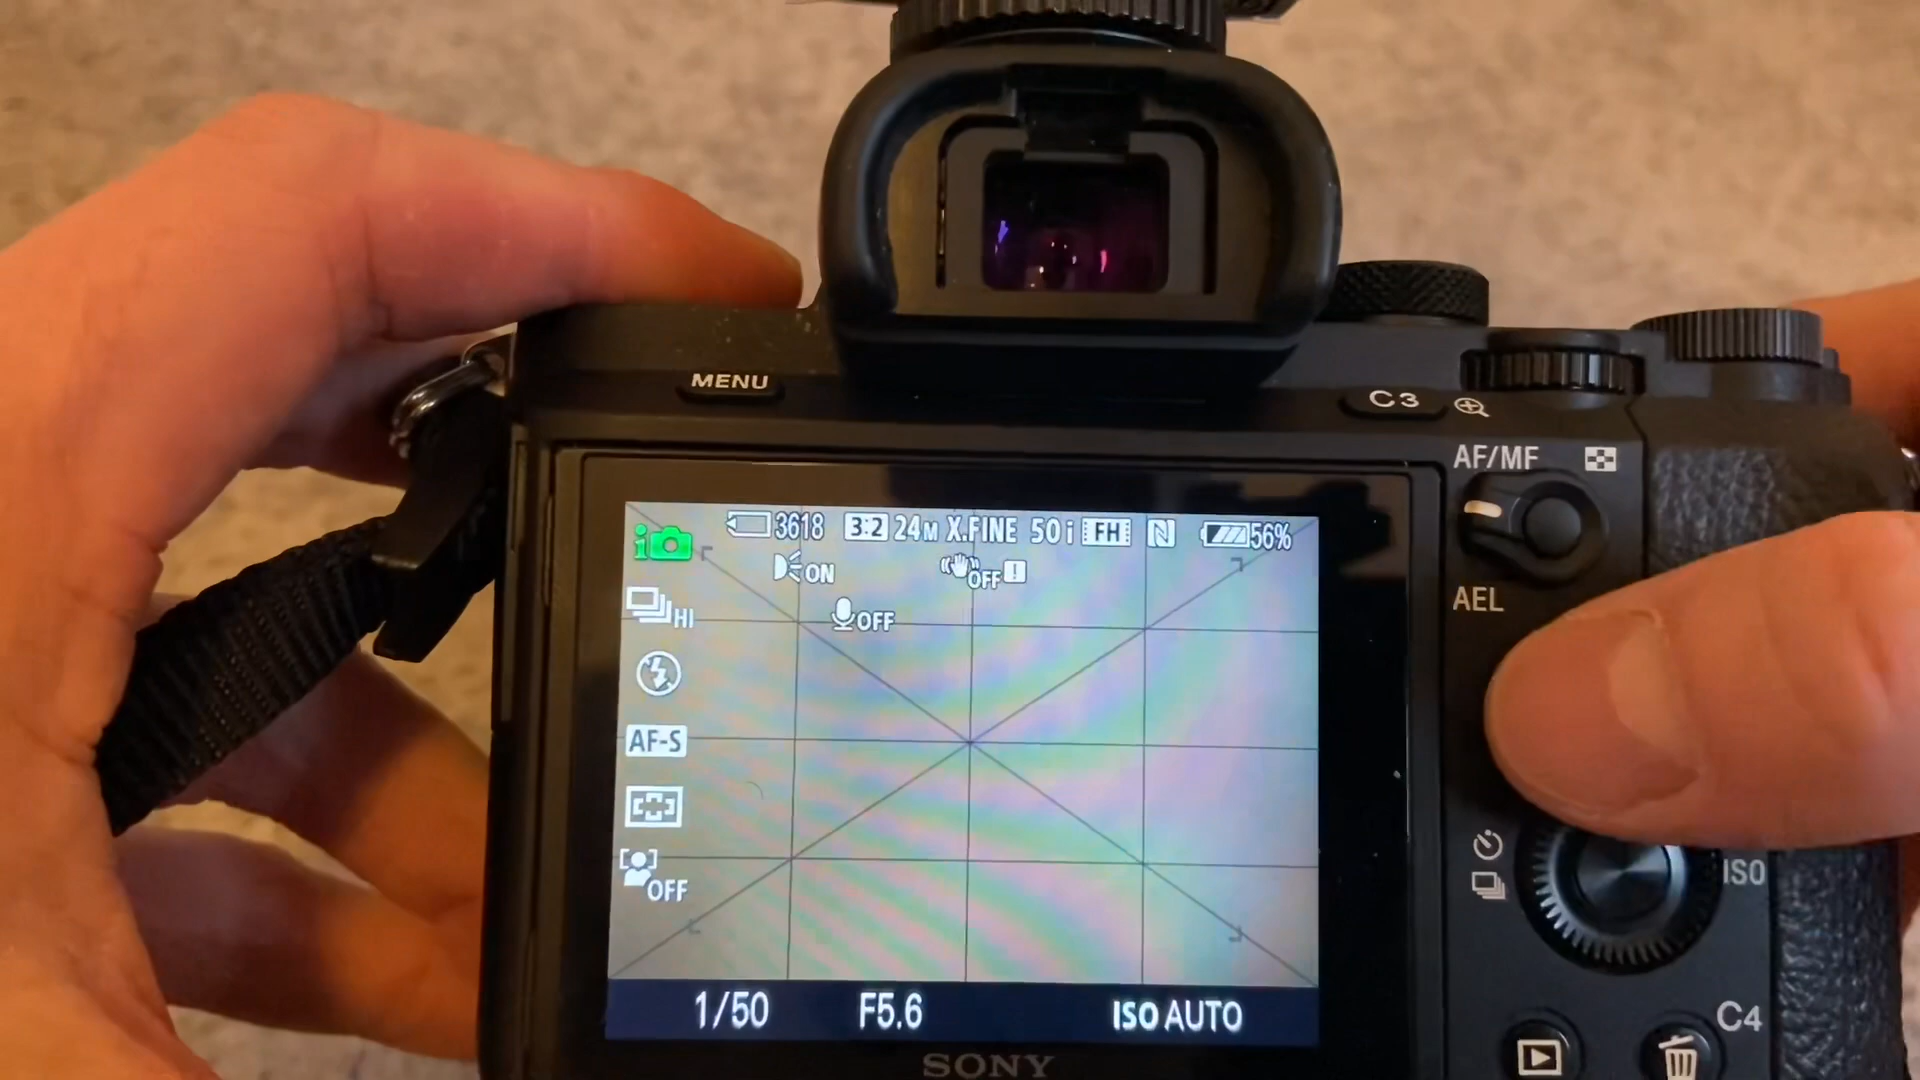 MENU
C3
AF/MF
AEL
3618 3:2 24M X.FINE 50i FH N 56%
ON OFF
OFF
HI
AF-S
OFF
ISO
1/50 F5.6 ISO AUTO
C4
SONY